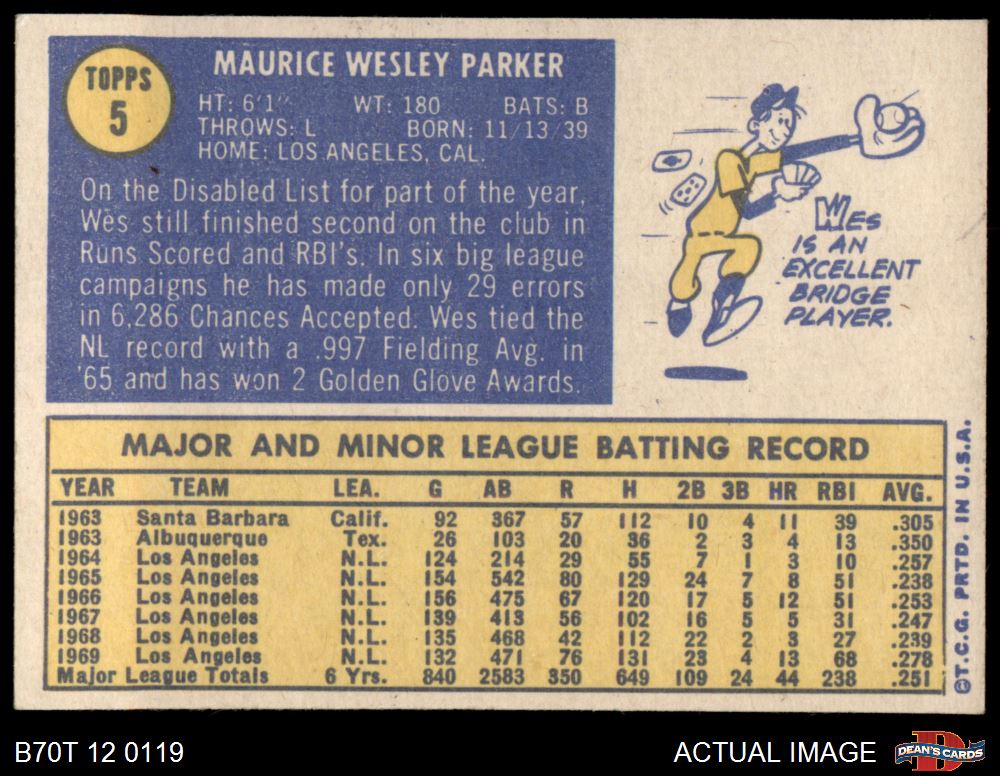 TOPPS
5
MAURICE WESLEY PARKER
HT: 6'1" WT: 180 BATS: B
THROWS: L BORN: 11/13/39
HOME: LOS ANGELES, CAL.
On the Disabled List for part of the year,
Wes still finished second on the club in
Runs Scored and RBI's. In six big league
campaigns he has made only 29 errors
in 6,286 Chances Accepted. Wes tied the
NL record with a .997 Fielding Avg. in
'65 and has won 2 Golden Glove Awards.
WES
IS AN
EXCELLENT
BRIDGE
PLAYER.
MAJOR AND MINOR LEAGUE BATTING RECORD
YEAR TEAM LEA. G AB R H 2B 3B HR RBI AVG.
1963 Santa Barbara Calif. 92 367 57 112 10 4 11 39 .305
1963 Albuquerque Tex. 26 103 20 36 2 3 4 13 .350
1964 Los Angeles N.L. 124 214 29 55 7 1 3 10 .257
1965 Los Angeles N.L. 154 542 80 129 24 7 8 51 .238
1966 Los Angeles N.L. 156 475 67 120 17 5 12 51 .253
1967 Los Angeles N.L. 139 413 56 102 16 5 5 31 .247
1968 Los Angeles N.L. 135 468 42 112 22 2 3 27 .239
1969 Los Angeles N.L. 132 471 76 131 23 4 13 68 .278
Major League Totals 6 Yrs. 840 2583 350 649 109 24 44 238 .251
©T.C.G. PRTD. IN U.S.A.
B70T 12 0119
ACTUAL IMAGE
DEAN'S CARDS